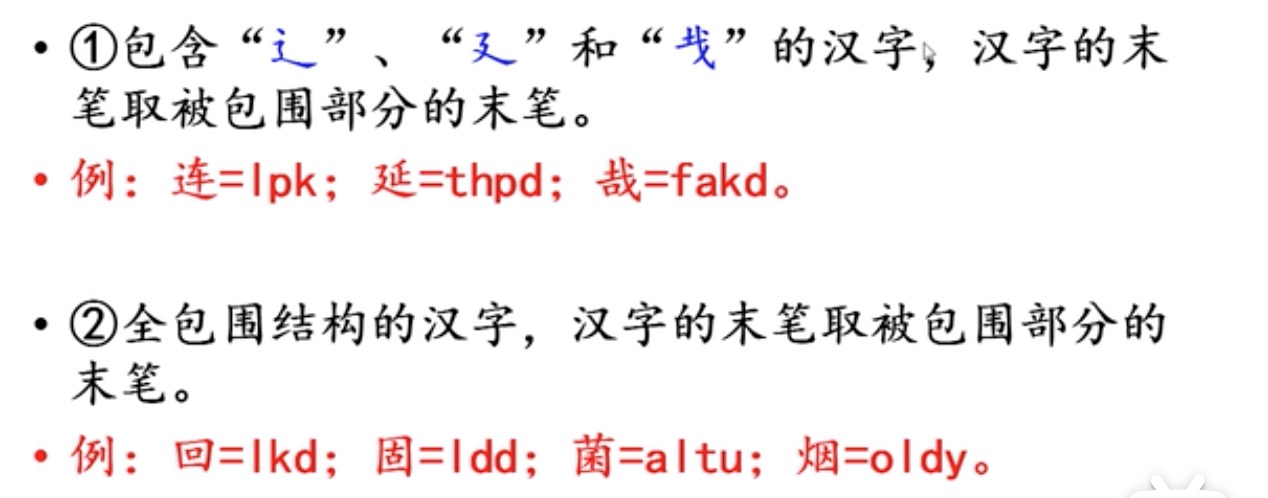 • ①包含“辶”、“廴”和“𢦏”的汉字，汉字的末
笔取被包围部分的末笔。
• 例：连=lpk；延=thpd；哉=fakd。
• ②全包围结构的汉字，汉字的末笔取被包围部分的
末笔。
• 例：回=lkd；固=ldd；菌=altu；烟=oldy。